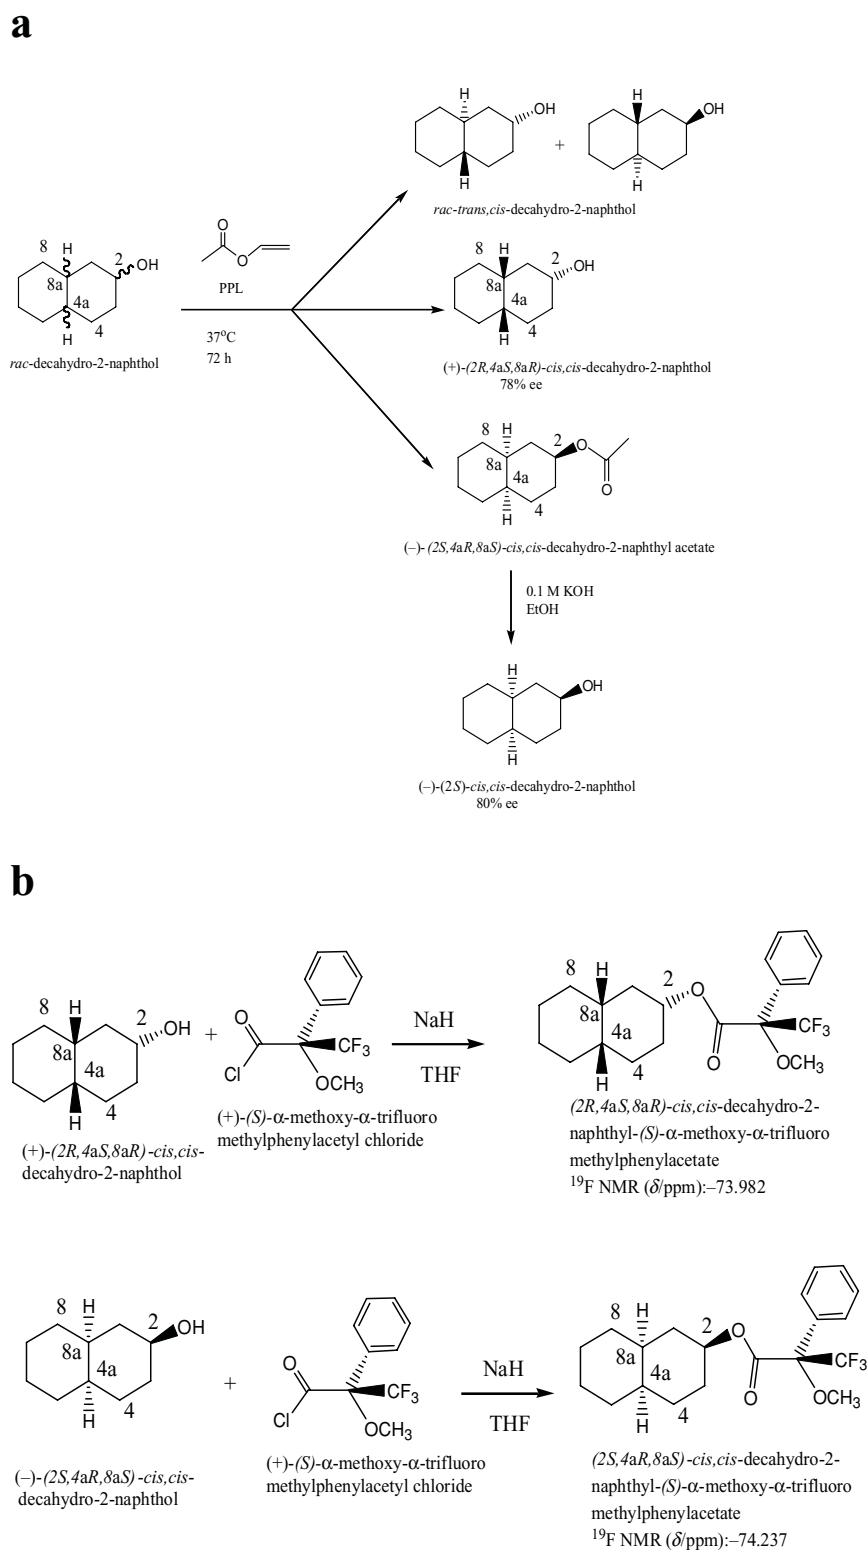 a
H
OH
+
H
OH
H
H
rac-trans,cis-decahydro-2-naphthol
O
O
PPL
37°C
72 h
8
H
2
OH
8a
4a
4
H
rac-decahydro-2-naphthol
8
H
2
OH
8a
4a
4
H
(+)-(2R,4aS,8aR)-cis,cis-decahydro-2-naphthol
78% ee
8
H
2
O
8a
4a
O
4
H
(–)-(2S,4aR,8aS)-cis,cis-decahydro-2-naphthyl acetate
0.1 M KOH
EtOH
H
OH
H
(–)-(2S)-cis,cis-decahydro-2-naphthol
80% ee
b
8
H
2
OH
8a
4a
4
H
(+)-(2R,4aS,8aR)-cis,cis-
decahydro-2-naphthol
+
O
Cl
CF3
OCH3
(+)-(S)-α-methoxy-α-trifluoro
methylphenylacetyl chloride
NaH
THF
8
H
2
O
8a
4a
4
H
O
CF3
OCH3
(2R,4aS,8aR)-cis,cis-decahydro-2-
naphthyl-(S)-α-methoxy-α-trifluoro
methylphenylacetate
19F NMR (δ/ppm):–73.982
8
H
2
OH
8a
4a
4
H
(–)-(2S,4aR,8aS)-cis,cis-
decahydro-2-naphthol
+
O
Cl
CF3
OCH3
(+)-(S)-α-methoxy-α-trifluoro
methylphenylacetyl chloride
NaH
THF
8
H
2
O
8a
4a
4
H
O
CF3
OCH3
(2S,4aR,8aS)-cis,cis-decahydro-2-
naphthyl-(S)-α-methoxy-α-trifluoro
methylphenylacetate
19F NMR (δ/ppm):–74.237